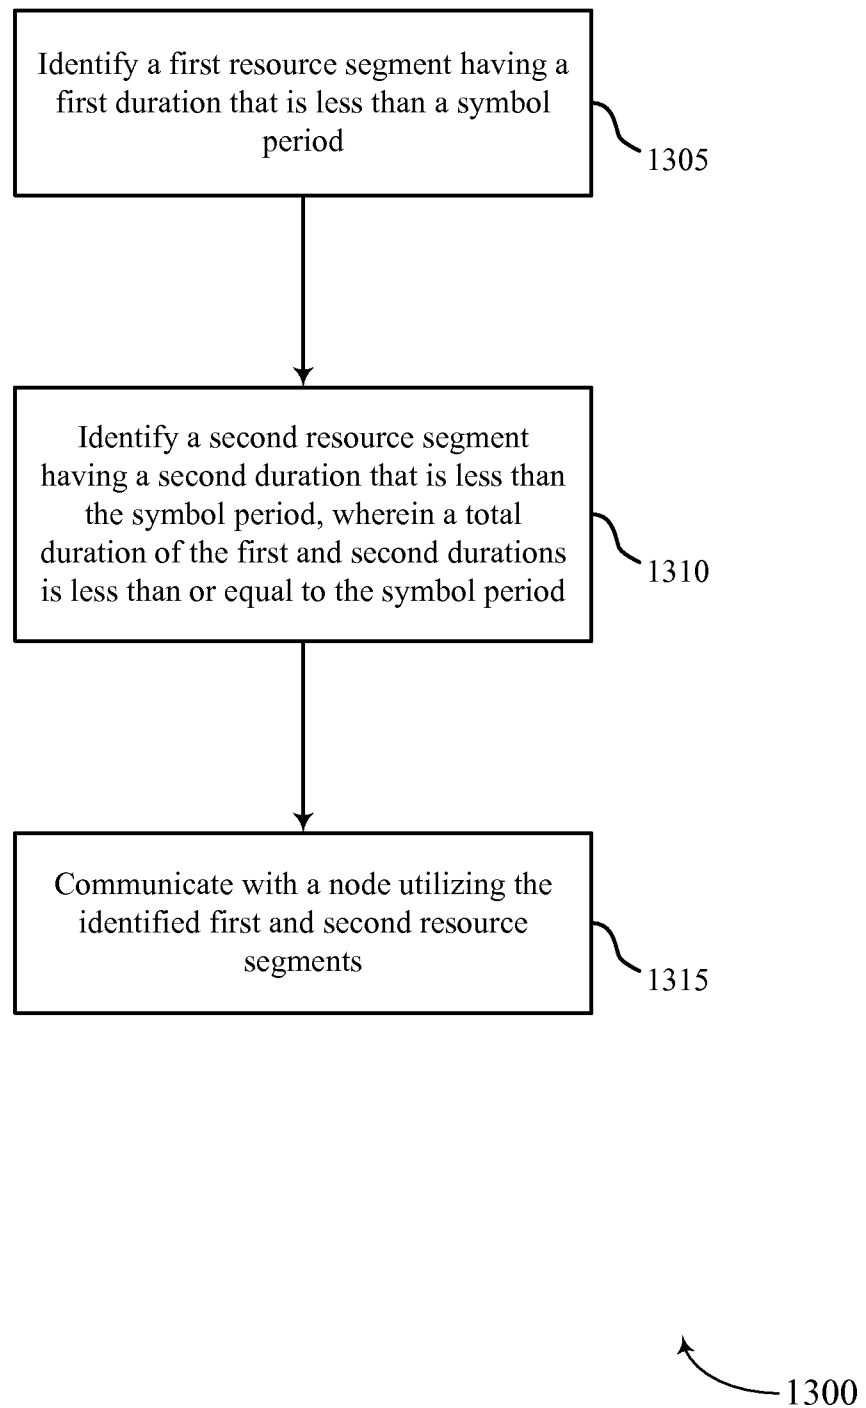 Identify a first resource segment having a
first duration that is less than a symbol
period
1305
Identify a second resource segment
having a second duration that is less than
the symbol period, wherein a total
duration of the first and second durations
is less than or equal to the symbol period
1310
Communicate with a node utilizing the
identified first and second resource
segments
1315
1300